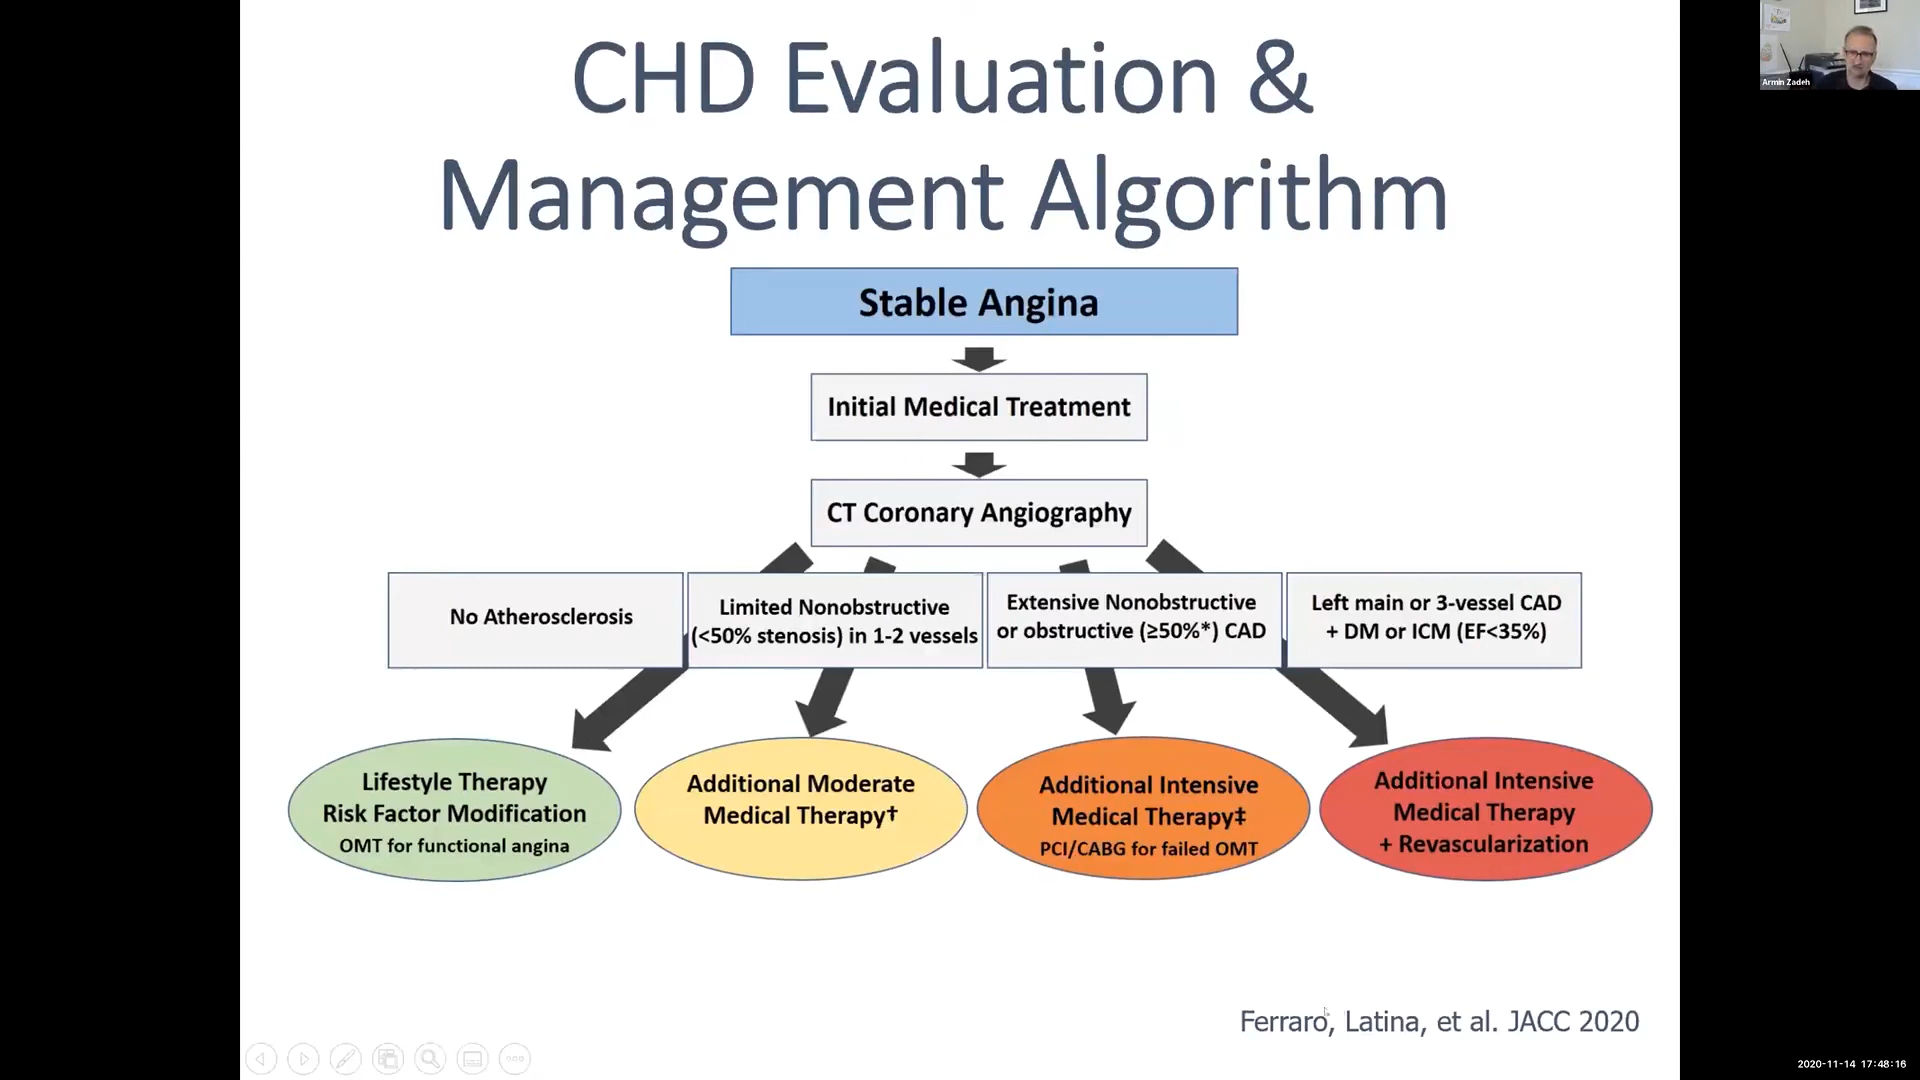 CHD Evaluation &
Management Algorithm
Armin Zadeh
Stable Angina
Initial Medical Treatment
CT Coronary Angiography
No Atherosclerosis
Limited Nonobstructive
(<50% stenosis) in 1-2 vessels
Extensive Nonobstructive
or obstructive (≥50%*) CAD
Left main or 3-vessel CAD
+ DM or ICM (EF<35%)
Lifestyle Therapy
Risk Factor Modification
OMT for functional angina
Additional Moderate
Medical Therapy†
Additional Intensive
Medical Therapy‡
PCI/CABG for failed OMT
Additional Intensive
Medical Therapy
+ Revascularization
Ferraro, Latina, et al. JACC 2020
2020-11-14 17:48:16